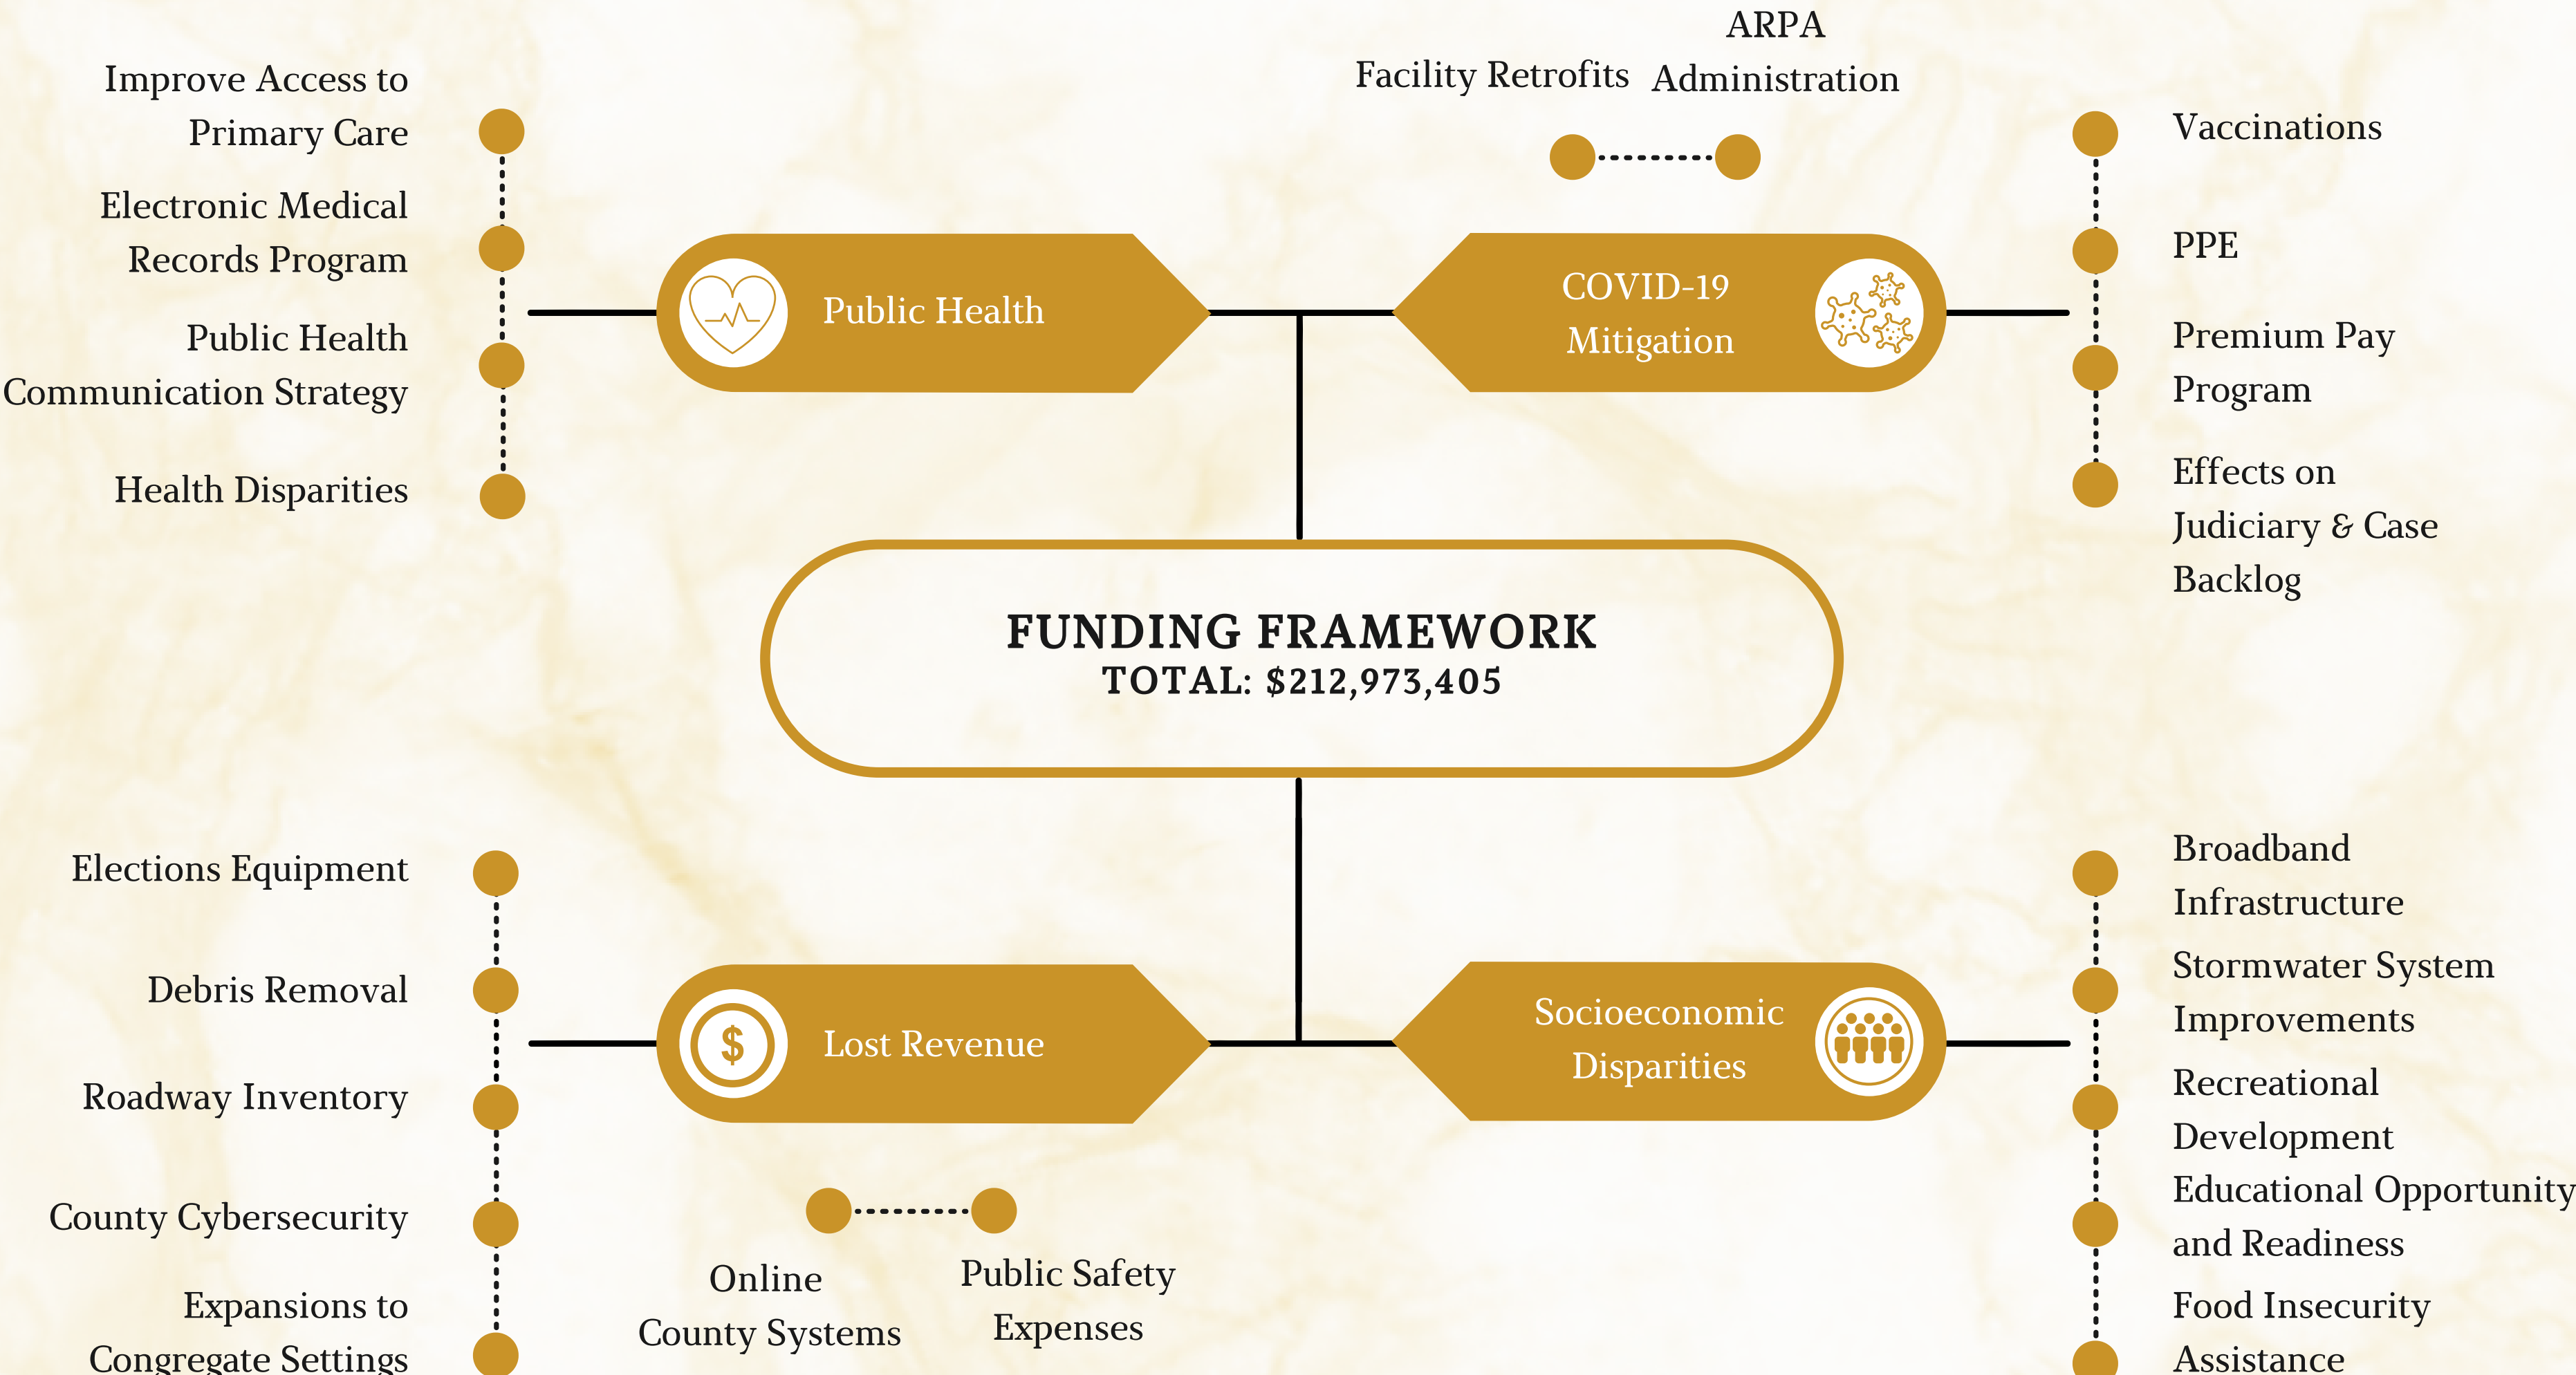 ARPA
Facility Retrofits Administration
Improve Access to
Primary Care
Electronic Medical
Records Program
Public Health
Communication Strategy
Health Disparities
Public Health
COVID-19
Mitigation
Vaccinations
PPE
Premium Pay
Program
Effects on
Judiciary & Case
Backlog
FUNDING FRAMEWORK
TOTAL: $212,973,405
Elections Equipment
Debris Removal
Roadway Inventory
County Cybersecurity
Expansions to
Congregate Settings
$
Lost Revenue
Online
County Systems
Public Safety
Expenses
Socioeconomic
Disparities
Broadband
Infrastructure
Stormwater System
Improvements
Recreational
Development
Educational Opportunity
and Readiness
Food Insecurity
Assistance